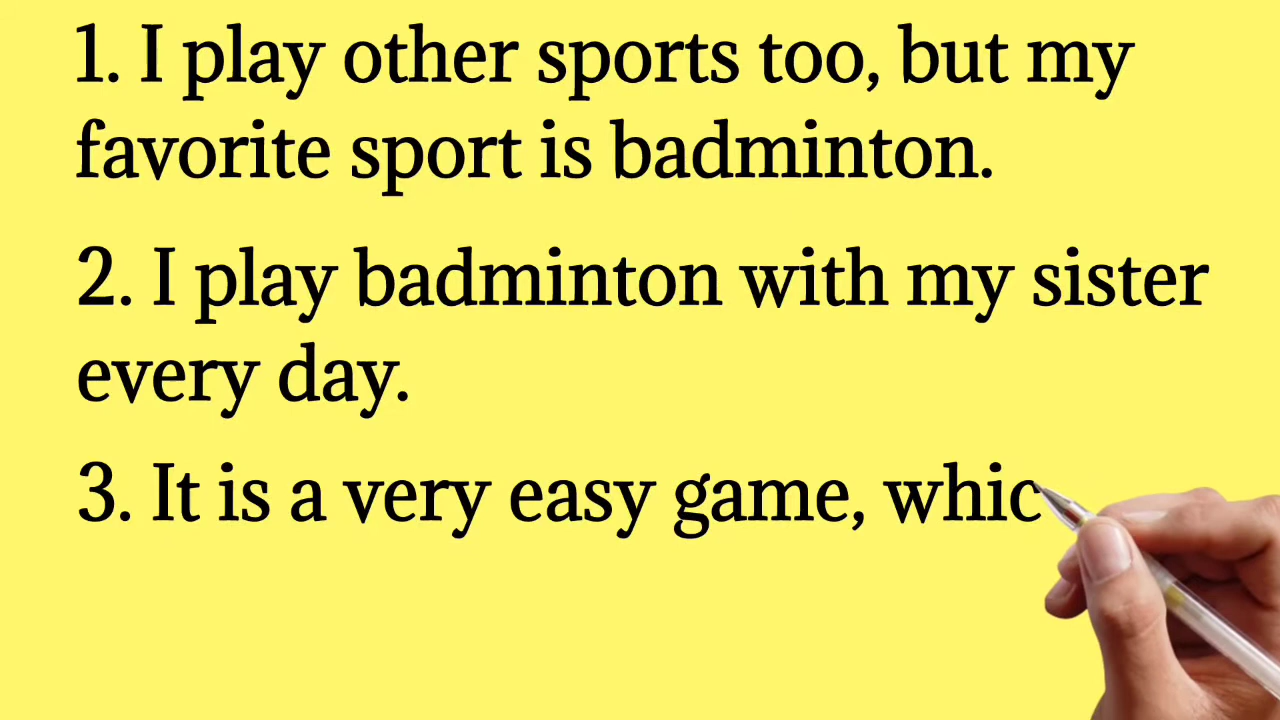 1. I play other sports too, but my
favorite sport is badminton.
2. I play badminton with my sister
every day.
3. It is a very easy game, whic